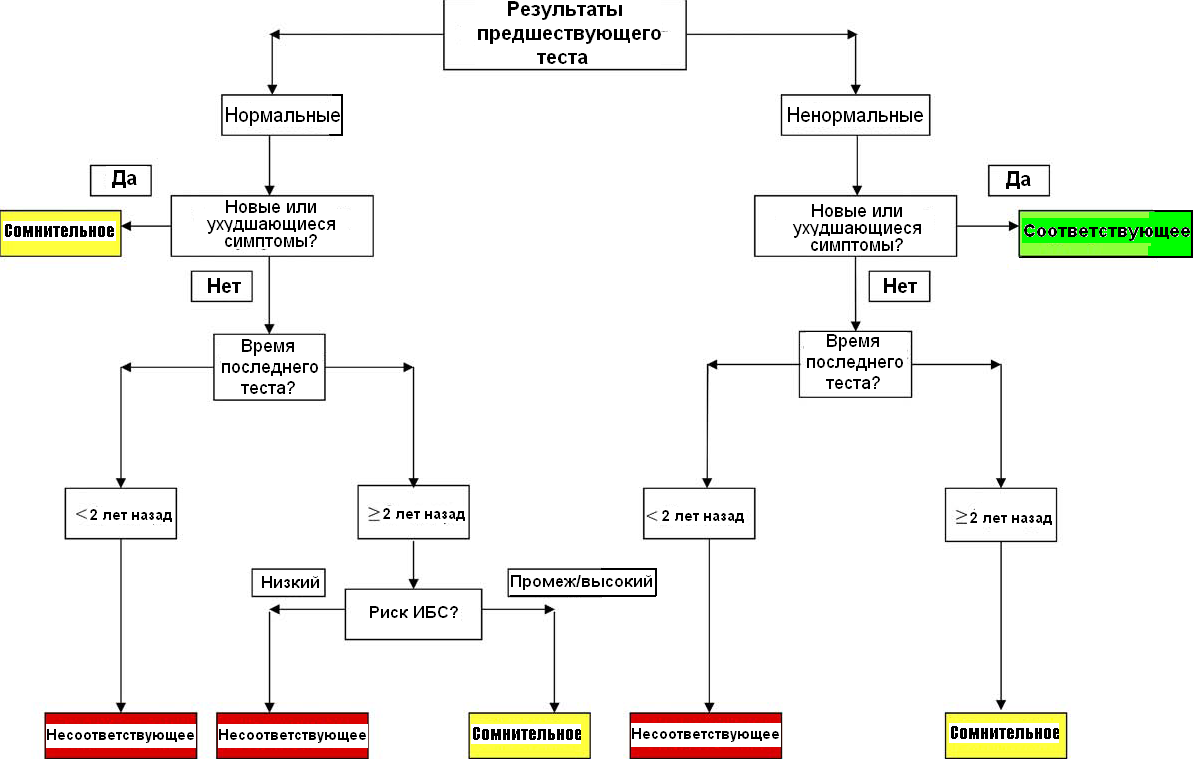 Результаты
предшествующего
теста
Нормальные
Ненормальные
Да
Да
Новые или
ухудшающиеся
симптомы?
Новые или
ухудшающиеся
симптомы?
Сомнительное
Соответствующее
Нет
Нет
Время
последнего
теста?
Время
последнего
теста?
<2 лет назад
≥2 лет назад
<2 лет назад
≥2 лет назад
Низкий
Промеж/высокий
Риск ИБС?
Несоответствующее
Несоответствующее
Сомнительное
Несоответствующее
Сомнительное